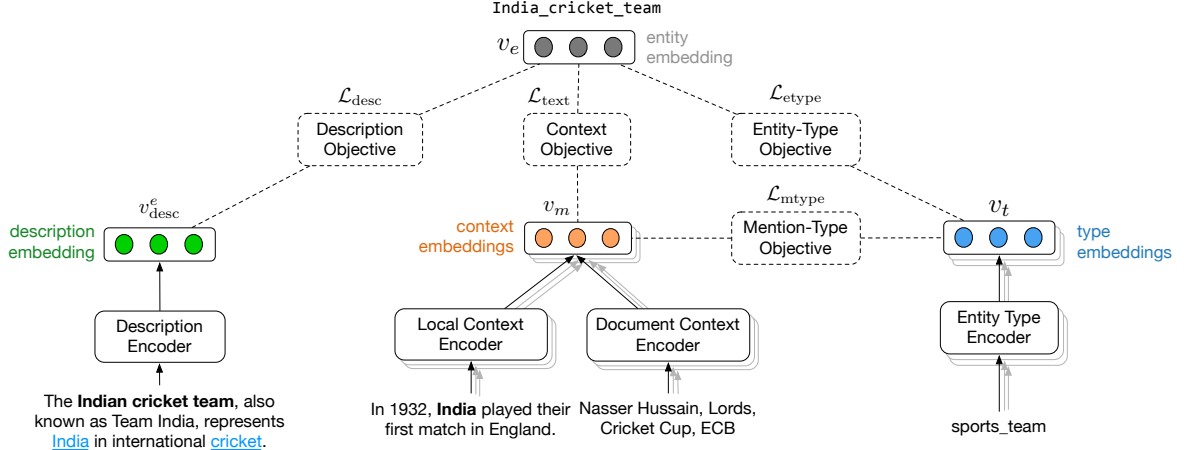 India_cricket_team
v_e
entity
embedding
L_desc
L_text
L_etype
Description
Objective
Context
Objective
Entity-Type
Objective
v^e_desc
v_m
L_mtype
v_t
description
embedding
context
embeddings
Mention-Type
Objective
type
embeddings
Description
Encoder
Local Context
Encoder
Document Context
Encoder
Entity Type
Encoder
The Indian cricket team, also
known as Team India, represents
India in international cricket.
In 1932, India played their
first match in England.
Nasser Hussain, Lords,
Cricket Cup, ECB
sports_team